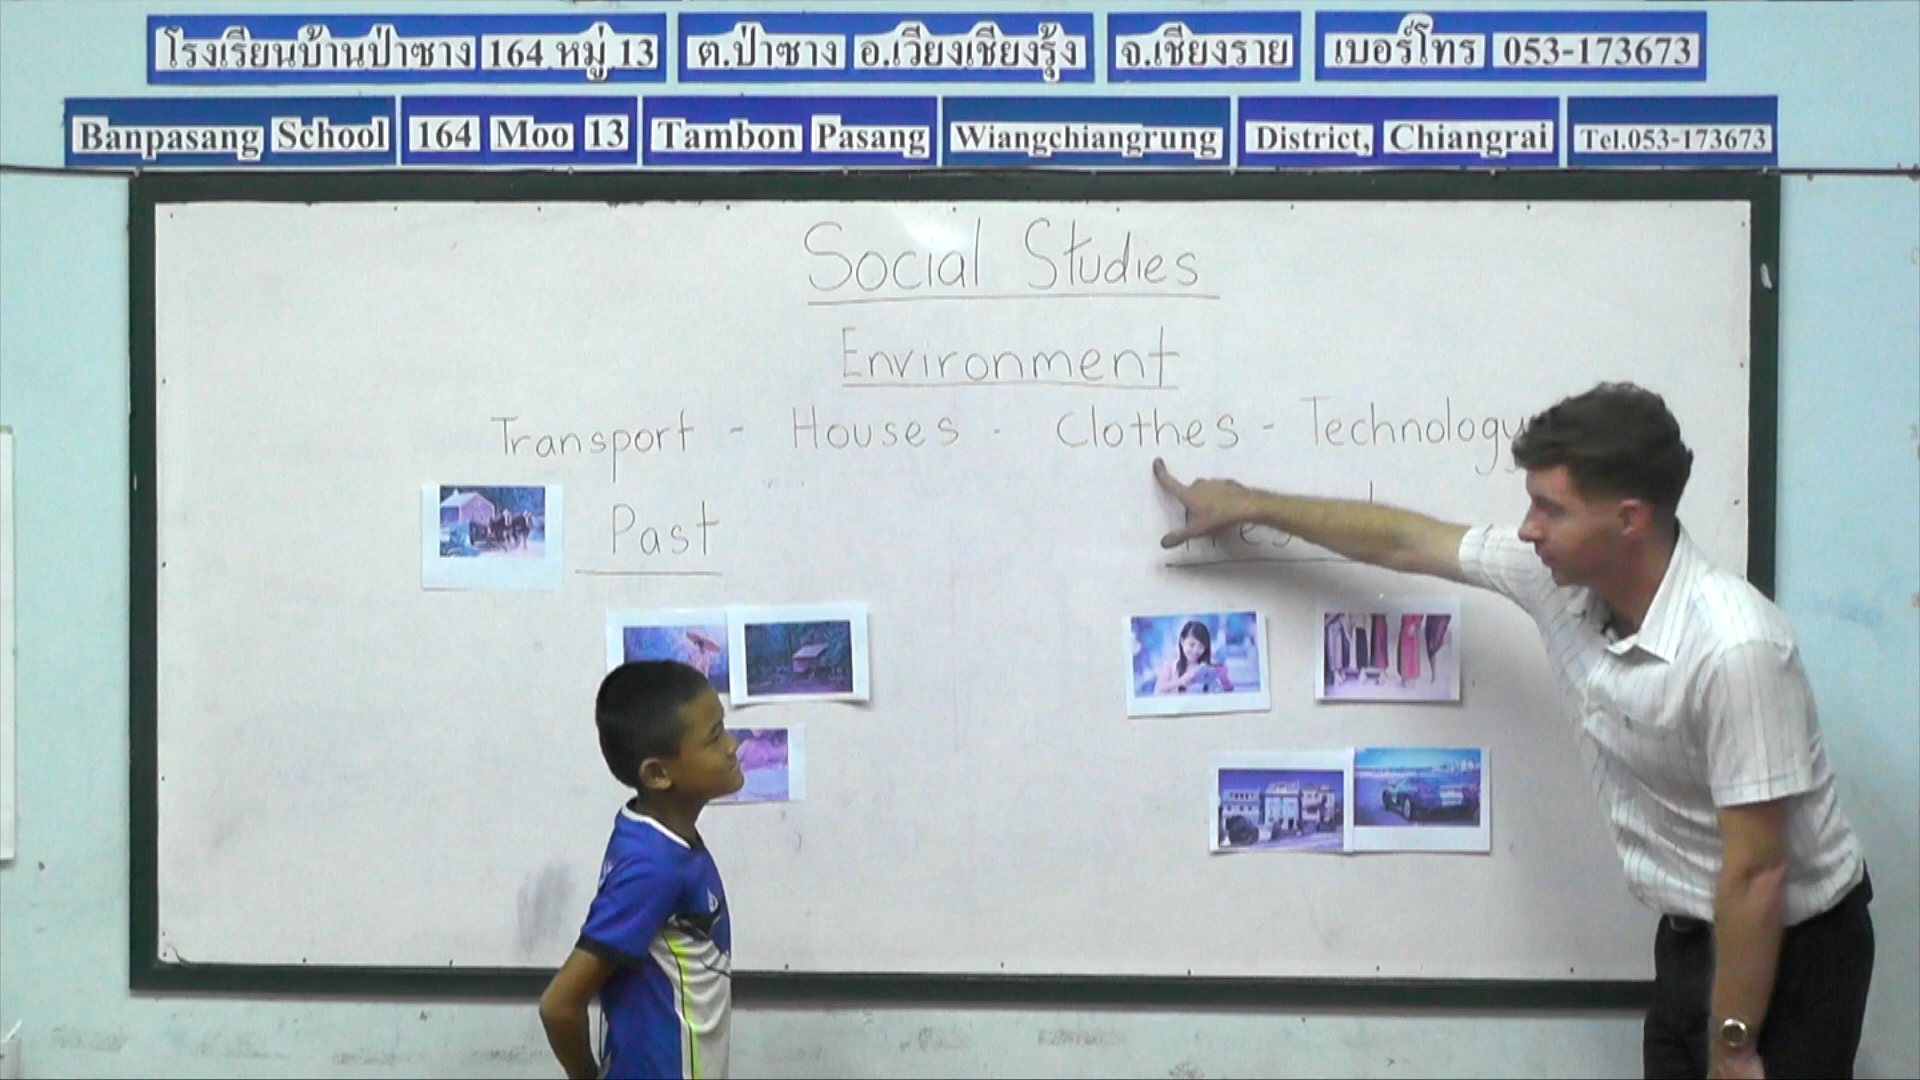 โรงเรียนบ้านป่าซาง 164 หมู่ 13 ต.ป่าซาง อ.เวียงเชียงรุ้ง จ.เชียงราย เบอร์โทร 053-173673
Banpasang School 164 Moo 13 Tambon Pasang Wiangchiangrung District, Chiangrai Tel.053-173673
Social Studies
Environment
Transport - Houses - Clothes - Technology
Past